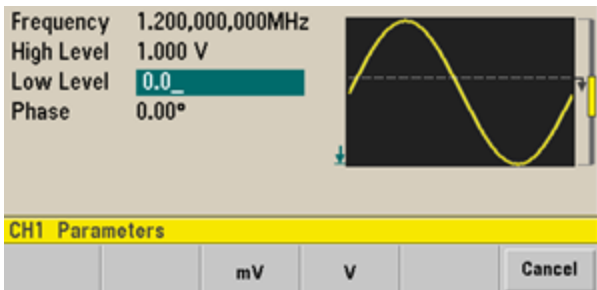 Frequency 1.200,000,000MHz
High Level 1.000 V
Low Level 0.0_
Phase 0.00°
CH1 Parameters
mV V Cancel